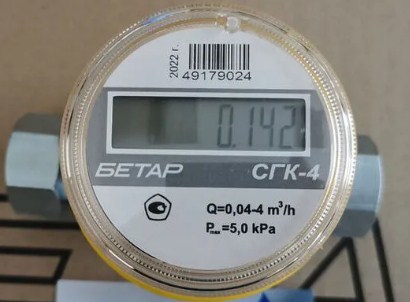 2022 г.
49179024
0.142
БЕТАР СГК-4
Q=0,04-4 m³/h
Pmax=5,0 kPa